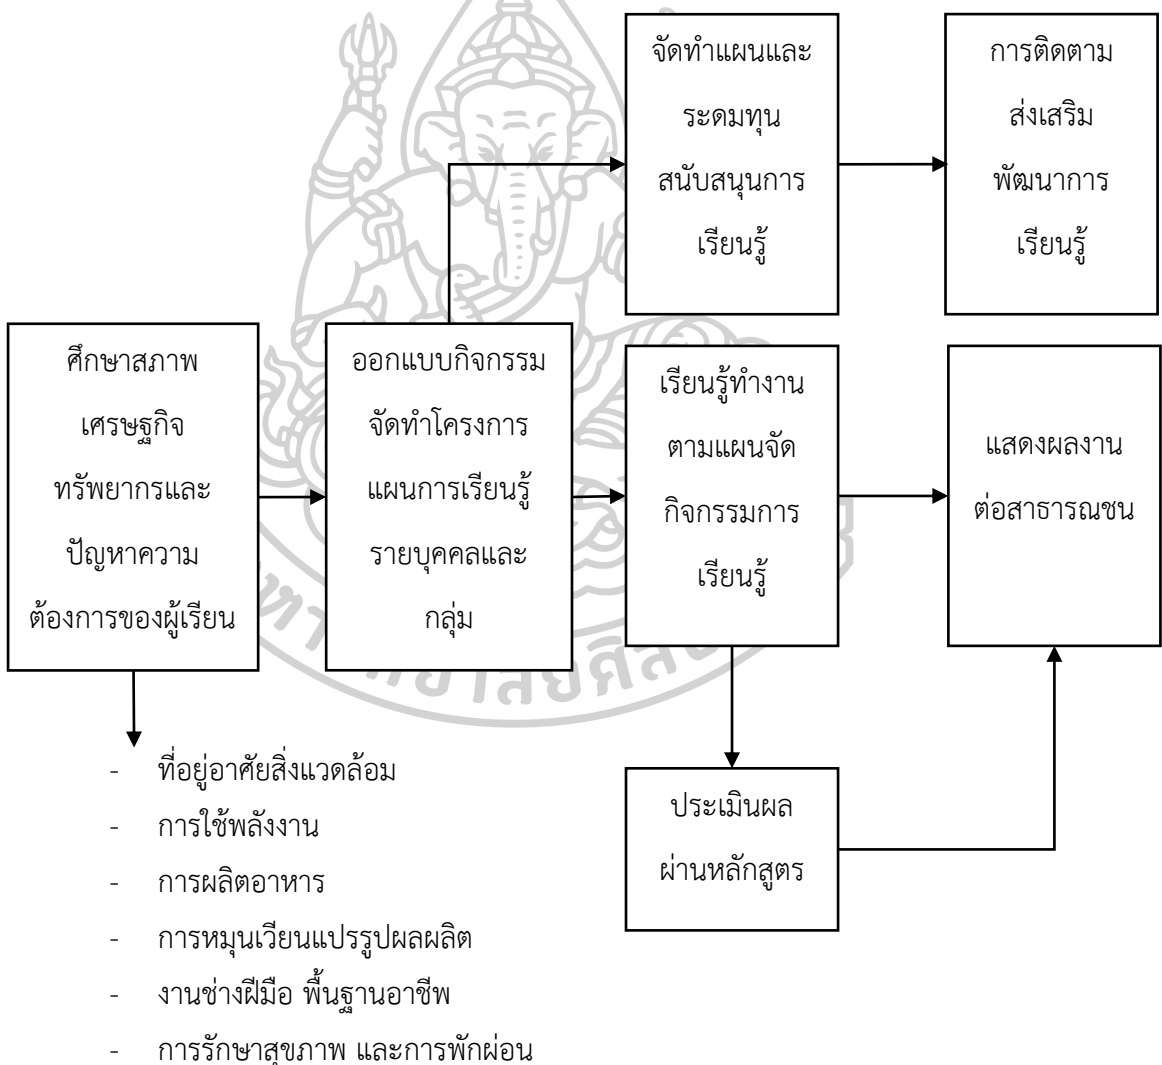 จัดทำแผนและ
ระดมทุน
สนับสนุนการ
เรียนรู้
การติดตาม
ส่งเสริม
พัฒนาการ
เรียนรู้
ศึกษาสภาพ
เศรษฐกิจ
ทรัพยากรและ
ปัญหาความ
ต้องการของผู้เรียน
ออกแบบกิจกรรม
จัดทำโครงการ
แผนการเรียนรู้
รายบุคคลและ
กลุ่ม
เรียนรู้ทำงาน
ตามแผนจัด
กิจกรรมการ
เรียนรู้
แสดงผลงาน
ต่อสาธารณชน
ประเมินผล
ผ่านหลักสูตร
- ที่อยู่อาศัยสิ่งแวดล้อม
- การใช้พลังงาน
- การผลิตอาหาร
- การหมุนเวียนแปรรูปผลผลิต
- งานช่างฝีมือ พื้นฐานอาชีพ
- การรักษาสุขภาพ และการพักผ่อน